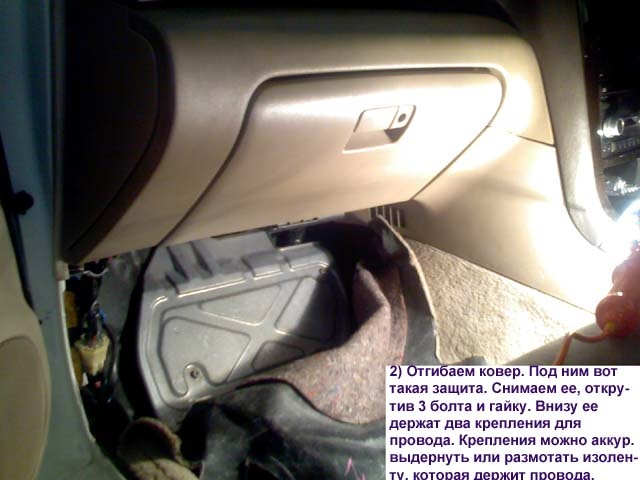 2) Отгибаем ковер. Под ним вот
такая защита. Снимаем ее, откру-
тив 3 болта и гайку. Внизу ее
держат два крепления для
провода. Крепления можно аккур.
выдернуть или размотать изолен-
ту, которая держит провода.